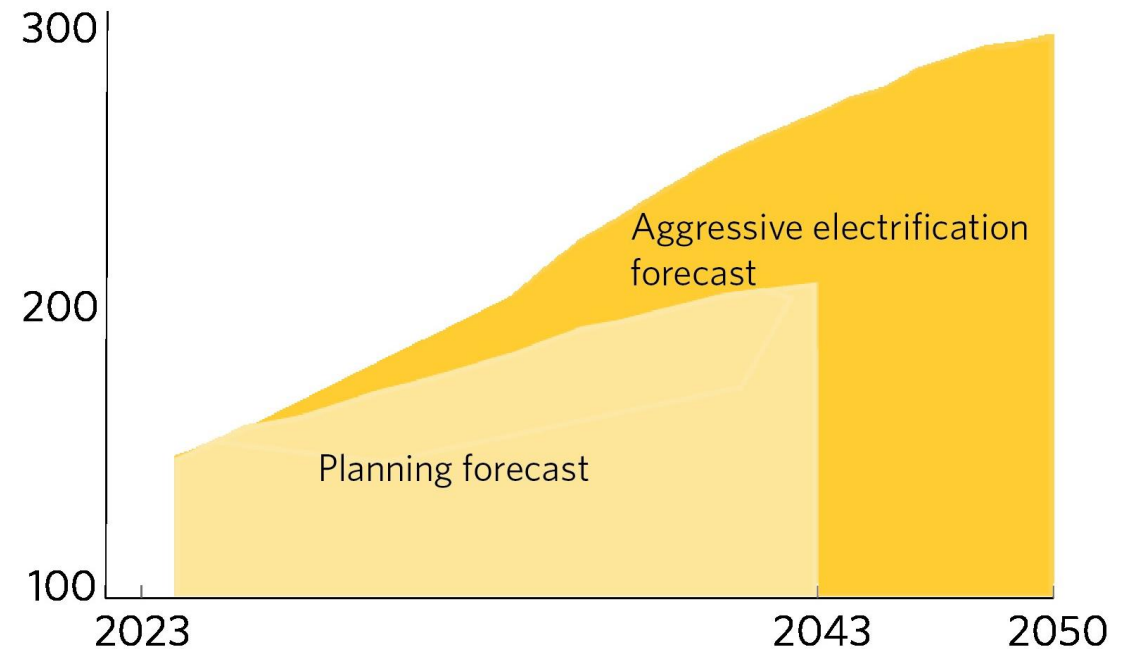 300
Aggressive electrification
forecast
200
Planning forecast
100
2023 2043 2050